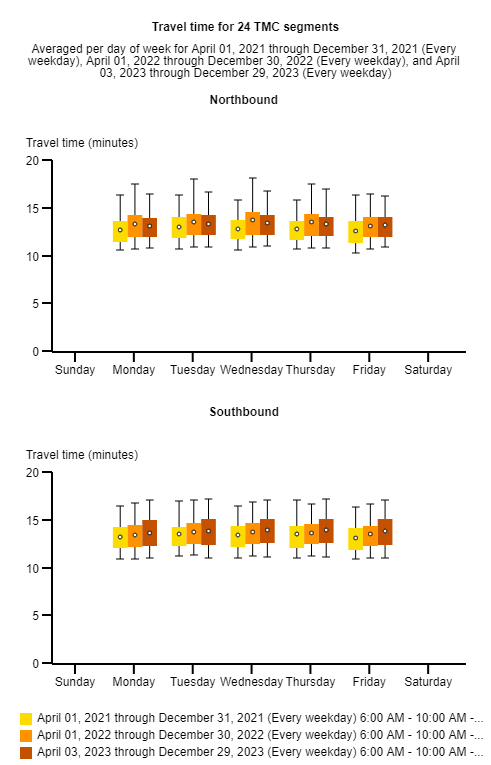 Travel time for 24 TMC segments
Averaged per day of week for April 01, 2021 through December 31, 2021 (Every
weekday), April 01, 2022 through December 30, 2022 (Every weekday), and April
03, 2023 through December 29, 2023 (Every weekday)
Northbound
Travel time (minutes)
20
15
10
5
0
Sunday Monday Tuesday Wednesday Thursday Friday Saturday
Southbound
Travel time (minutes)
20
15
10
5
0
Sunday Monday Tuesday Wednesday Thursday Friday Saturday
April 01, 2021 through December 31, 2021 (Every weekday) 6:00 AM - 10:00 AM -...
April 01, 2022 through December 30, 2022 (Every weekday) 6:00 AM - 10:00 AM -...
April 03, 2023 through December 29, 2023 (Every weekday) 6:00 AM - 10:00 AM -...